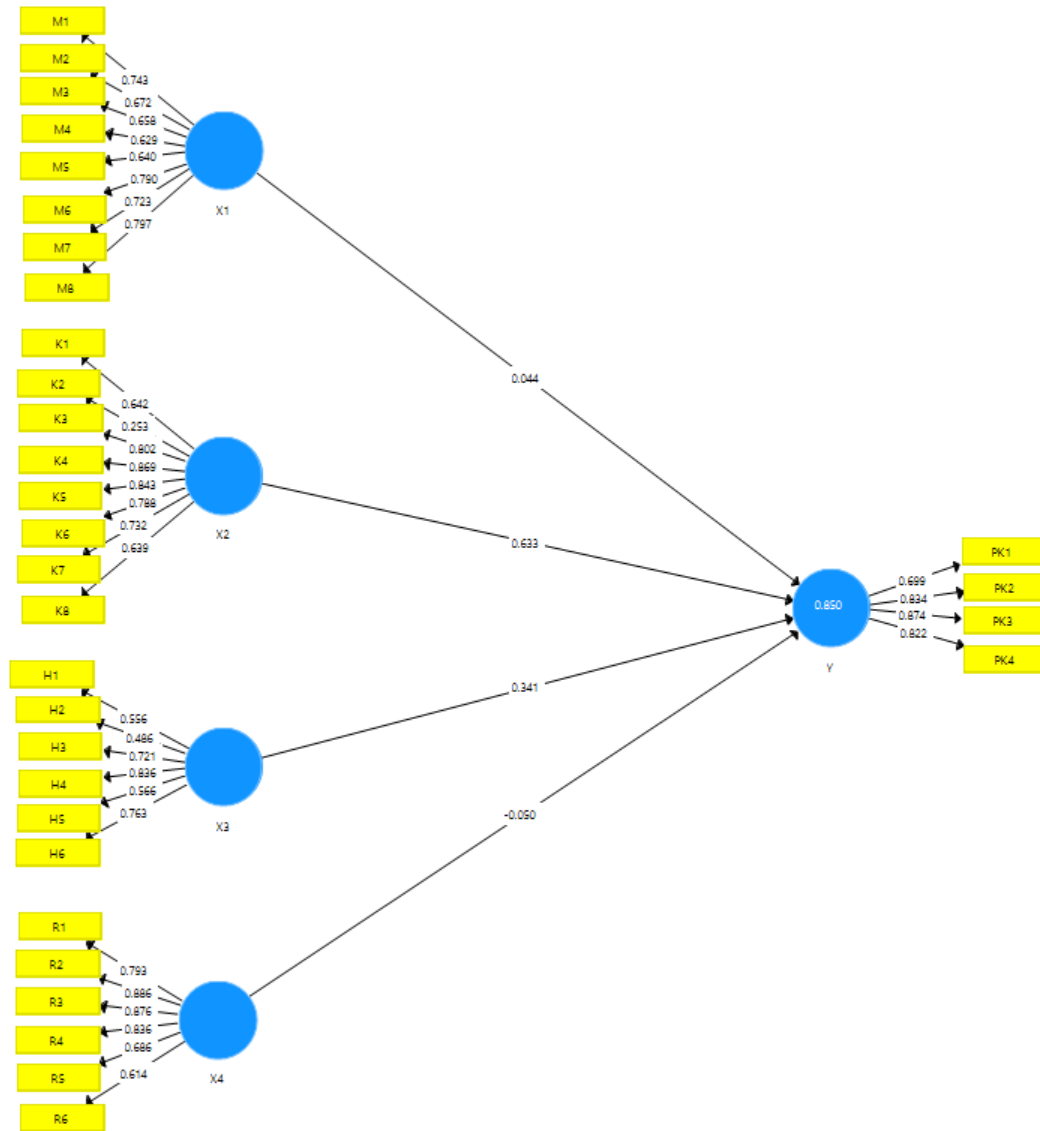 M1
M2
M3
M4
M5
M6
M7
M8
0.743
0.672
0.658
0.629
0.640
0.790
0.723
0.797
X1
K1
K2
K3
K4
K5
K6
K7
K8
0.642
0.253
0.802
0.869
0.843
0.788
0.732
0.639
X2
H1
H2
H3
H4
H5
H6
0.556
0.486
0.721
0.836
0.566
0.763
X3
R1
R2
R3
R4
R5
R6
0.793
0.886
0.876
0.836
0.686
0.614
X4
0.044
0.633
0.341
-0.050
0.850
Y
0.699
0.834
0.874
0.822
PK1
PK2
PK3
PK4